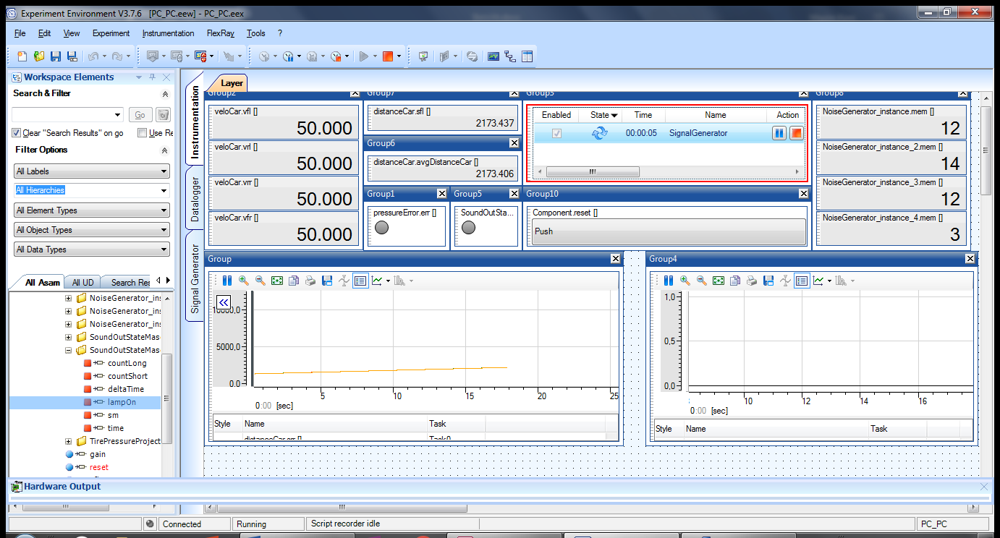 Experiment Environment V3.7.6 [PC_PC.eew] - PC_PC.eex
File Edit View Experiment Instrumentation FlexRay Tools ?
Workspace Elements
Search & Filter
Go
Clear "Search Results" on go
Use Re
Filter Options
All Labels
All Hierarchies
All Element Types
All Object Types
All Data Types
All Asam All UD Search Res
NoiseGenerator_in
NoiseGenerator_in
NoiseGenerator_in
SoundOutStateMas
SoundOutStateMas
countLong
countShort
deltaTime
lampOn
sm
time
TirePressureProject
gain
reset
Instrumentation
Datalogger
Signal Generator
Layer
Group2
veloCar.vfl []
50.000
veloCar.vrl []
50.000
veloCar.vrr []
50.000
veloCar.vfr []
50.000
Group7
distanceCar.sfl []
2173.437
Group6
distanceCar.avgDistanceCar []
2173.406
Group1
pressureError.err []
Group5
SoundOutSta...
Group3
Enabled State Time Name Action
00:00:05 SignalGenerator
Group10
Component.reset []
Push
Group8
NoiseGenerator_instance.mem []
12
NoiseGenerator_instance_2.mem []
14
NoiseGenerator_instance_3.mem []
12
NoiseGenerator_instance_4.mem []
3
Group
10000,0
5000,0
0.0
5 10 15 20 25
0:00 [sec]
Style Name Task
distanceCar.err [] Task0
Group4
1,0
0,5
0,0
10 12 14 16
0:00 [sec]
Style Name Task
Hardware Output
Connected
Running
Script recorder idle
PC_PC